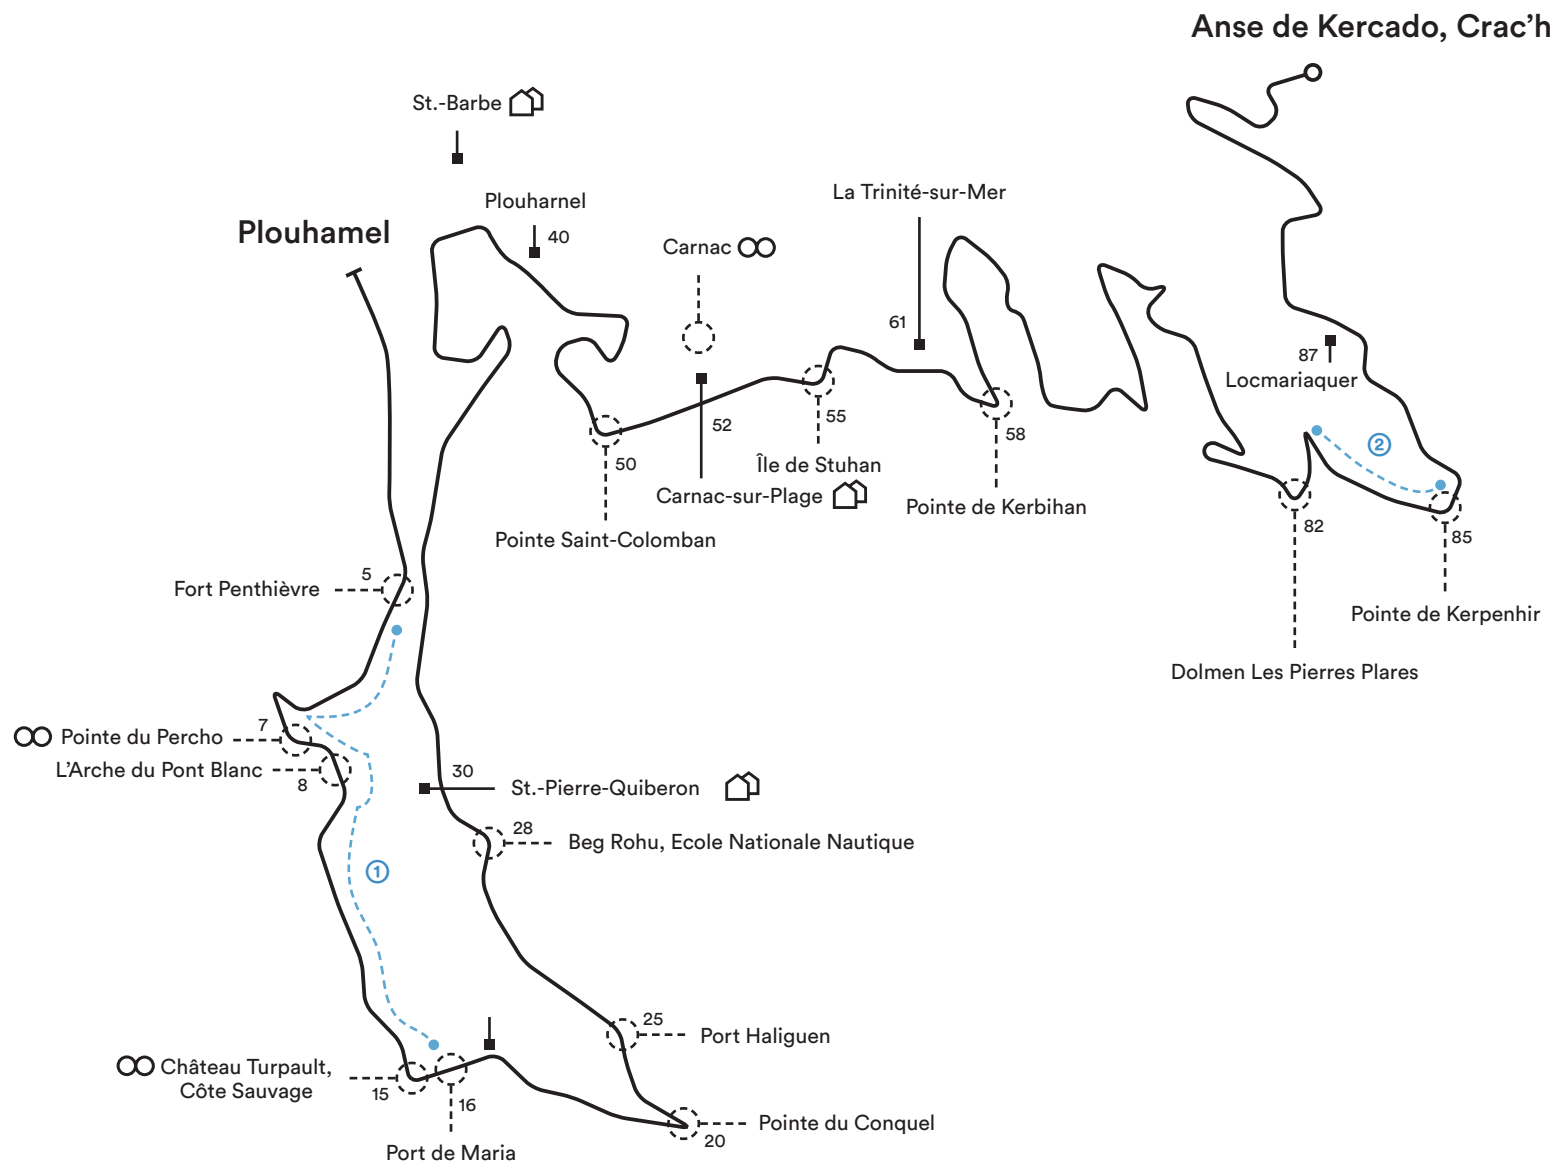 Anse de Kercado, Crac’h
St.-Barbe
Plouharnel
40
Plouhamel
La Trinité-sur-Mer
61
Carnac
87
Locmariaquer
52
55
58
50
Île de Stuhan
Carnac-sur-Plage
Pointe de Kerbihan
Pointe Saint-Colomban
2
82
85
Pointe de Kerpenhir
Dolmen Les Pierres Plares
5
Fort Penthièvre
7
Pointe du Percho
L’Arche du Pont Blanc
8
30
St.-Pierre-Quiberon
28
Beg Rohu, Ecole Nationale Nautique
1
25
Port Haliguen
Château Turpault,
Côte Sauvage
15
16
Port de Maria
20
Pointe du Conquel